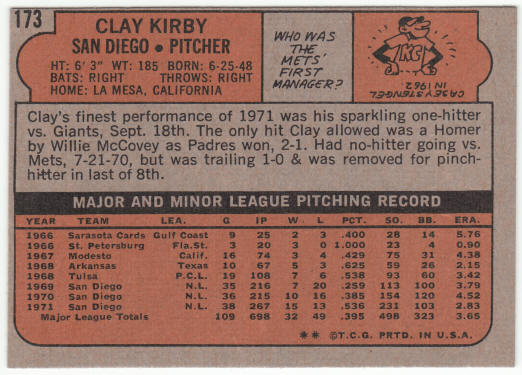 173
CLAY KIRBY
SAN DIEGO • PITCHER
HT: 6' 3" WT: 185 BORN: 6-25-48
BATS: RIGHT THROWS: RIGHT
HOME: LA MESA, CALIFORNIA
WHO WAS
THE
METS'
FIRST
MANAGER?
CASEY STENGEL
IN 1962
Clay's finest performance of 1971 was his sparkling one-hitter
vs. Giants, Sept. 18th. The only hit Clay allowed was a Homer
by Willie McCovey as Padres won, 2-1. Had no-hitter going vs.
Mets, 7-21-70, but was trailing 1-0 & was removed for pinch-
hitter in last of 8th.
MAJOR AND MINOR LEAGUE PITCHING RECORD
YEAR TEAM LEA. G IP W L PCT. SO. BB. ERA.
1966 Sarasota Cards Gulf Coast 9 25 2 3 .400 28 14 5.76
1966 St. Petersburg Fla.St. 3 20 3 0 1.000 23 4 0.90
1967 Modesto Calif. 16 74 3 4 .429 75 31 4.38
1968 Arkansas Texas 10 67 5 3 .625 59 26 2.15
1968 Tulsa P.C.L. 19 108 7 6 .538 93 60 3.42
1969 San Diego N.L. 35 216 7 20 .259 113 100 3.79
1970 San Diego N.L. 36 215 10 16 .385 154 120 4.52
1971 San Diego N.L. 38 267 15 13 .536 231 103 2.83
Major League Totals 109 698 32 49 .395 498 323 3.65
** ©T.C.G. PRTD. IN U.S.A.